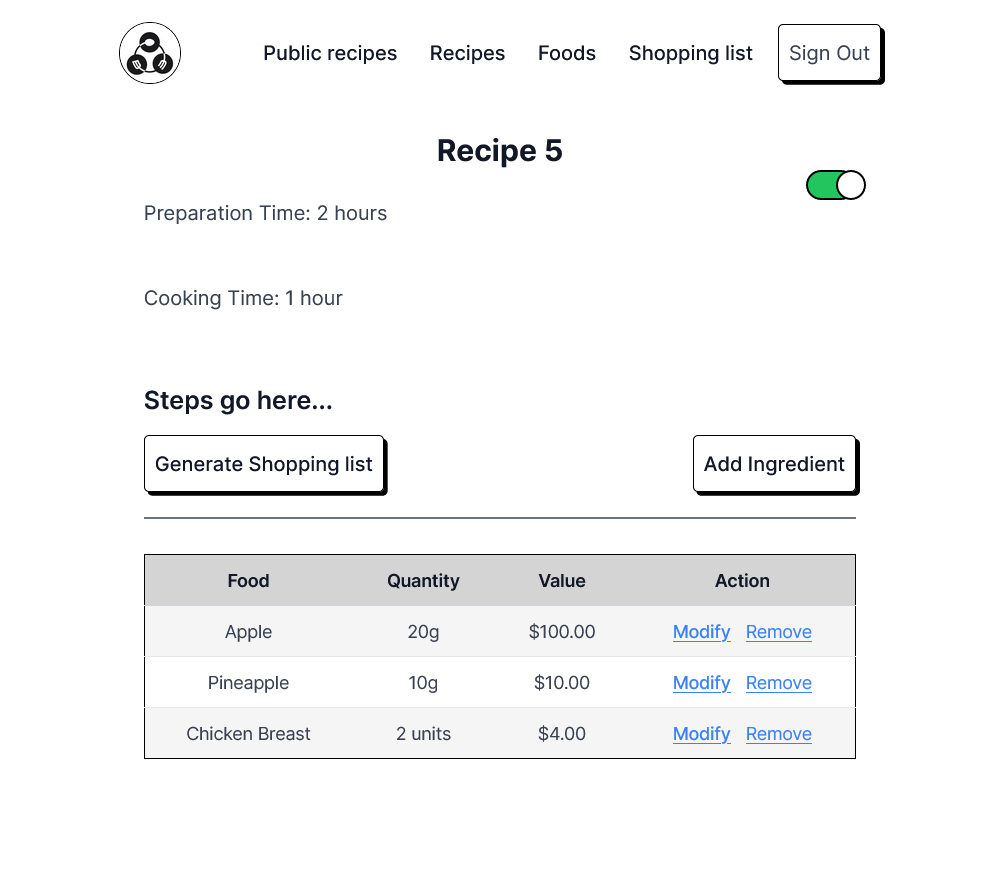 Public recipes Recipes Foods Shopping list Sign Out
Recipe 5
Preparation Time: 2 hours
Cooking Time: 1 hour
Steps go here...
Generate Shopping list Add Ingredient
Food Quantity Value Action
Apple 20g $100.00 Modify Remove
Pineapple 10g $10.00 Modify Remove
Chicken Breast 2 units $4.00 Modify Remove